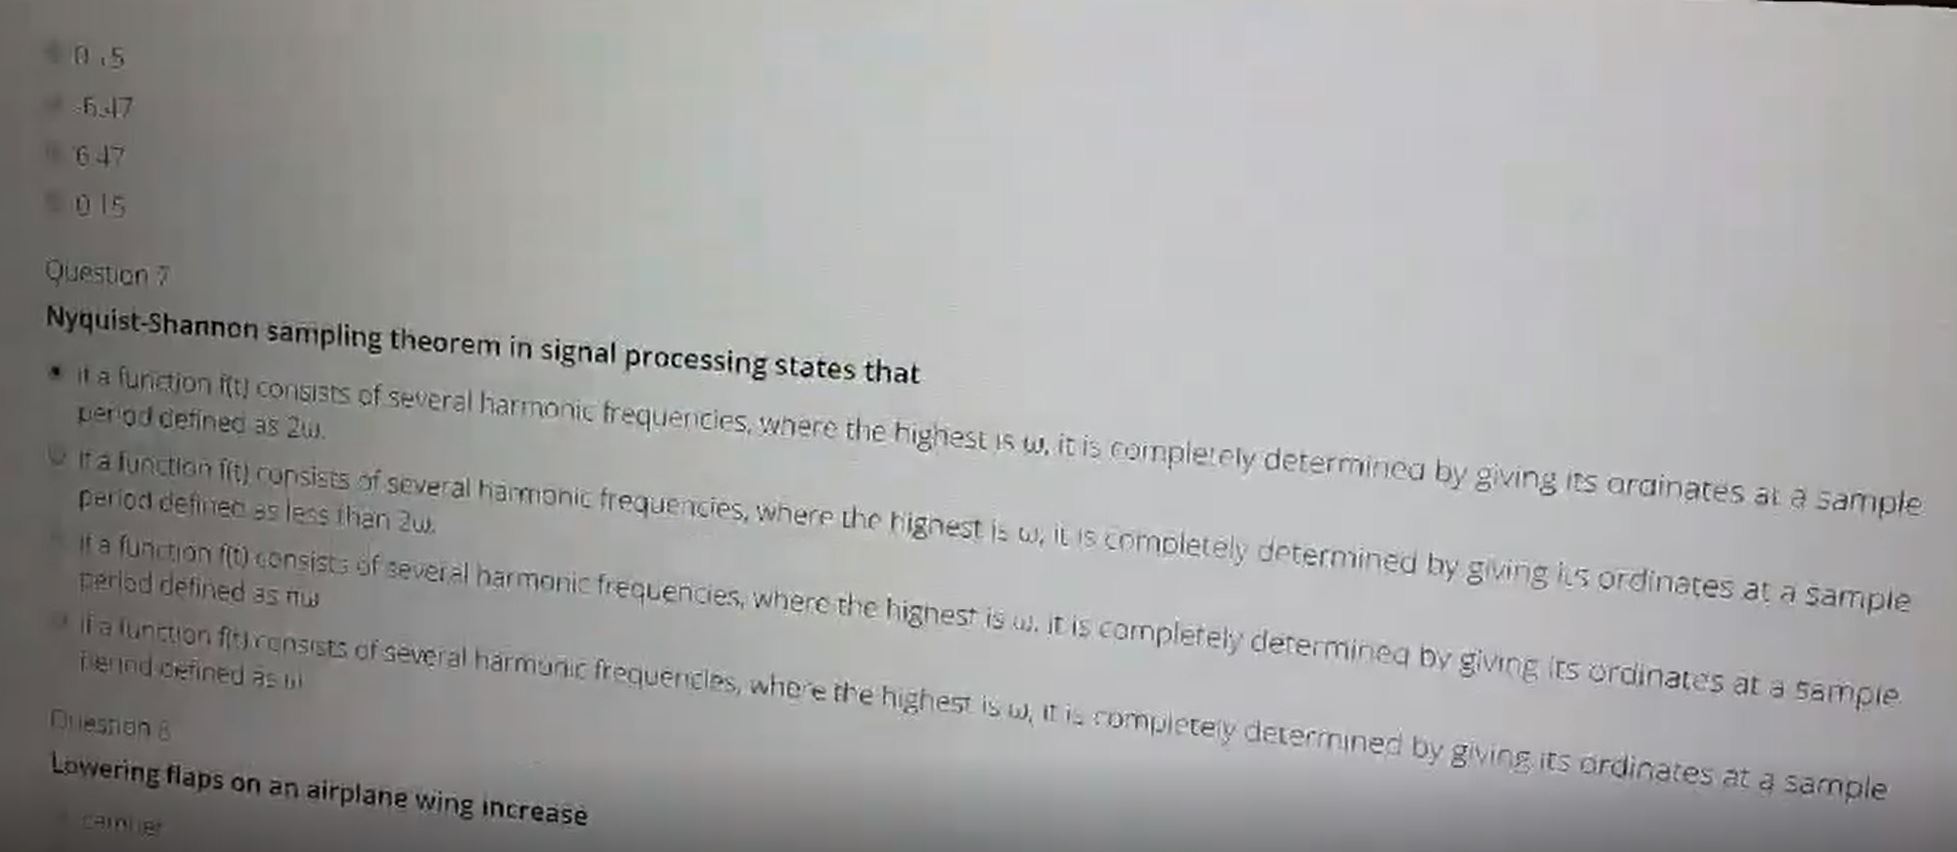 -6.47
6.47
0.15
Question 7
Nyquist-Shannon sampling theorem in signal processing states that
if a function f(t) consists of several harmonic frequencies, where the highest is ω, it is completely determined by giving its ordinates at a sample
period defined as 2ω.
if a function f(t) consists of several harmonic frequencies, where the highest is ω, it is completely determined by giving its ordinates at a sample
period defined as less than 2ω.
if a function f(t) consists of several harmonic frequencies, where the highest is ω, it is completely determined by giving its ordinates at a sample
period defined as πω
if a function f(t) consists of several harmonic frequencies, where the highest is ω, it is completely determined by giving its ordinates at a sample
period defined as ω
Question 8
Lowering flaps on an airplane wing increase
camber